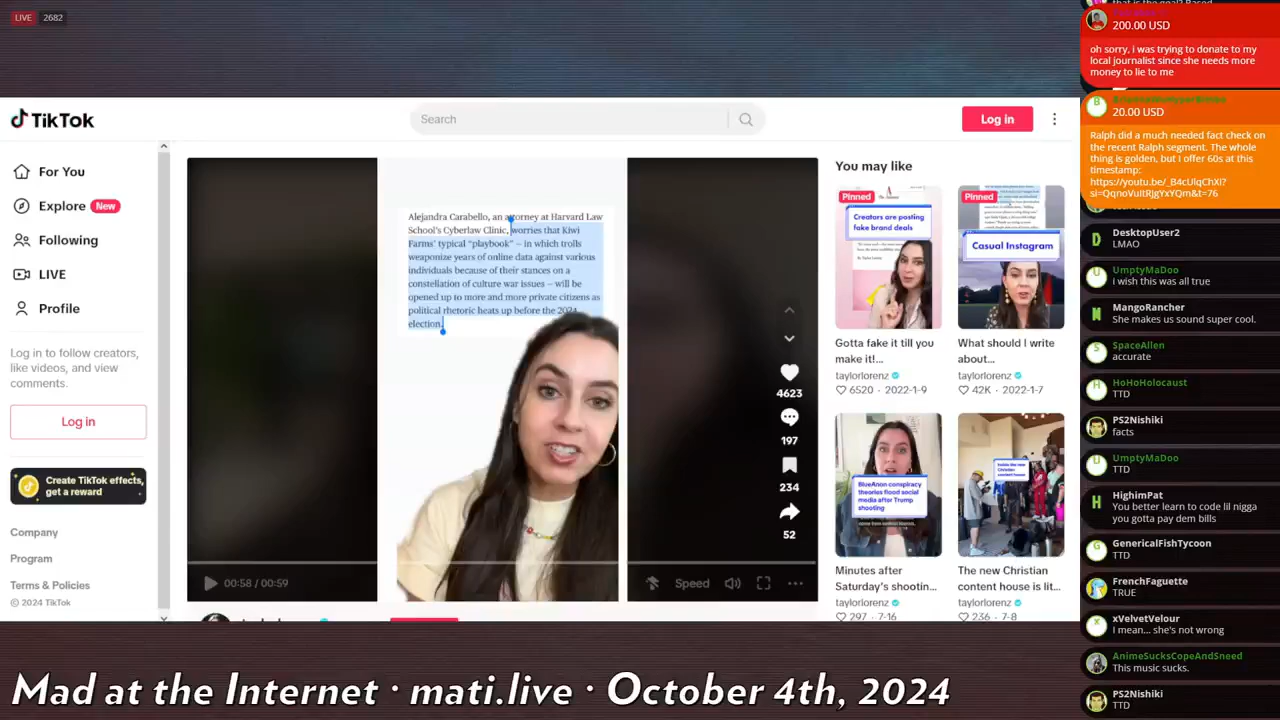 LIVE 2682
TikTok
Search
Log in
For You
Explore New
Following
LIVE
Profile
Log in to follow creators,
like videos, and view
comments.
Log in
Create TikTok effects,
get a reward
Company
Program
Terms & Policies
© 2024 TikTok
Alejandra Caraballo, an attorney at Harvard Law
School's Cyberlaw Clinic, worries that Kiwi
Farms' typical "playbook" – in which trolls
weaponize years of online data against various
individuals because of their stances on a
constellation of culture war issues – will be
opened up to more and more private citizens as
political rhetoric heats up before the 2024
election.
4623
197
234
52
00:58 / 00:59
Speed
You may like
Pinned
Creators are posting
fake brand deals
Gotta fake it till you
make it!...
taylorlorenz
6520 · 2022-1-9
Pinned
Casual Instagram
What should I write
about...
taylorlorenz
42K · 2022-1-7
BlueAnon conspiracy
theories flood social
media after Trump
shooting
Minutes after
Saturday's shootin...
taylorlorenz
297 · 7-16
Inside the new
Christian
content house
The new Christian
content house is lit...
taylorlorenz
236 · 7-8
200.00 USD
oh sorry, i was trying to donate to my
local journalist since she needs more
money to lie to me
20.00 USD
Ralph did a much needed fact check on
the recent Ralph segment. The whole
thing is golden, but I offer 60s at this
timestamp:
DesktopUser2
LMAO
UmptyMaDoo
I wish this was all true
MangoRancher
She makes us sound super cool.
SpaceAllen
accurate
HoHoHolocaust
TTD
PS2Nishiki
facts
UmptyMaDoo
TTD
HighimPat
You better learn to code lil nigga
you gotta pay dem bills
GenericalFishTycoon
TTD
FrenchFaguette
TRUE
xVelvetVelour
I mean... she's not wrong
AnimeSucksCopeAndSneed
This music sucks.
PS2Nishiki
TTD
Mad at the Internet · mati.live · October 4th, 2024